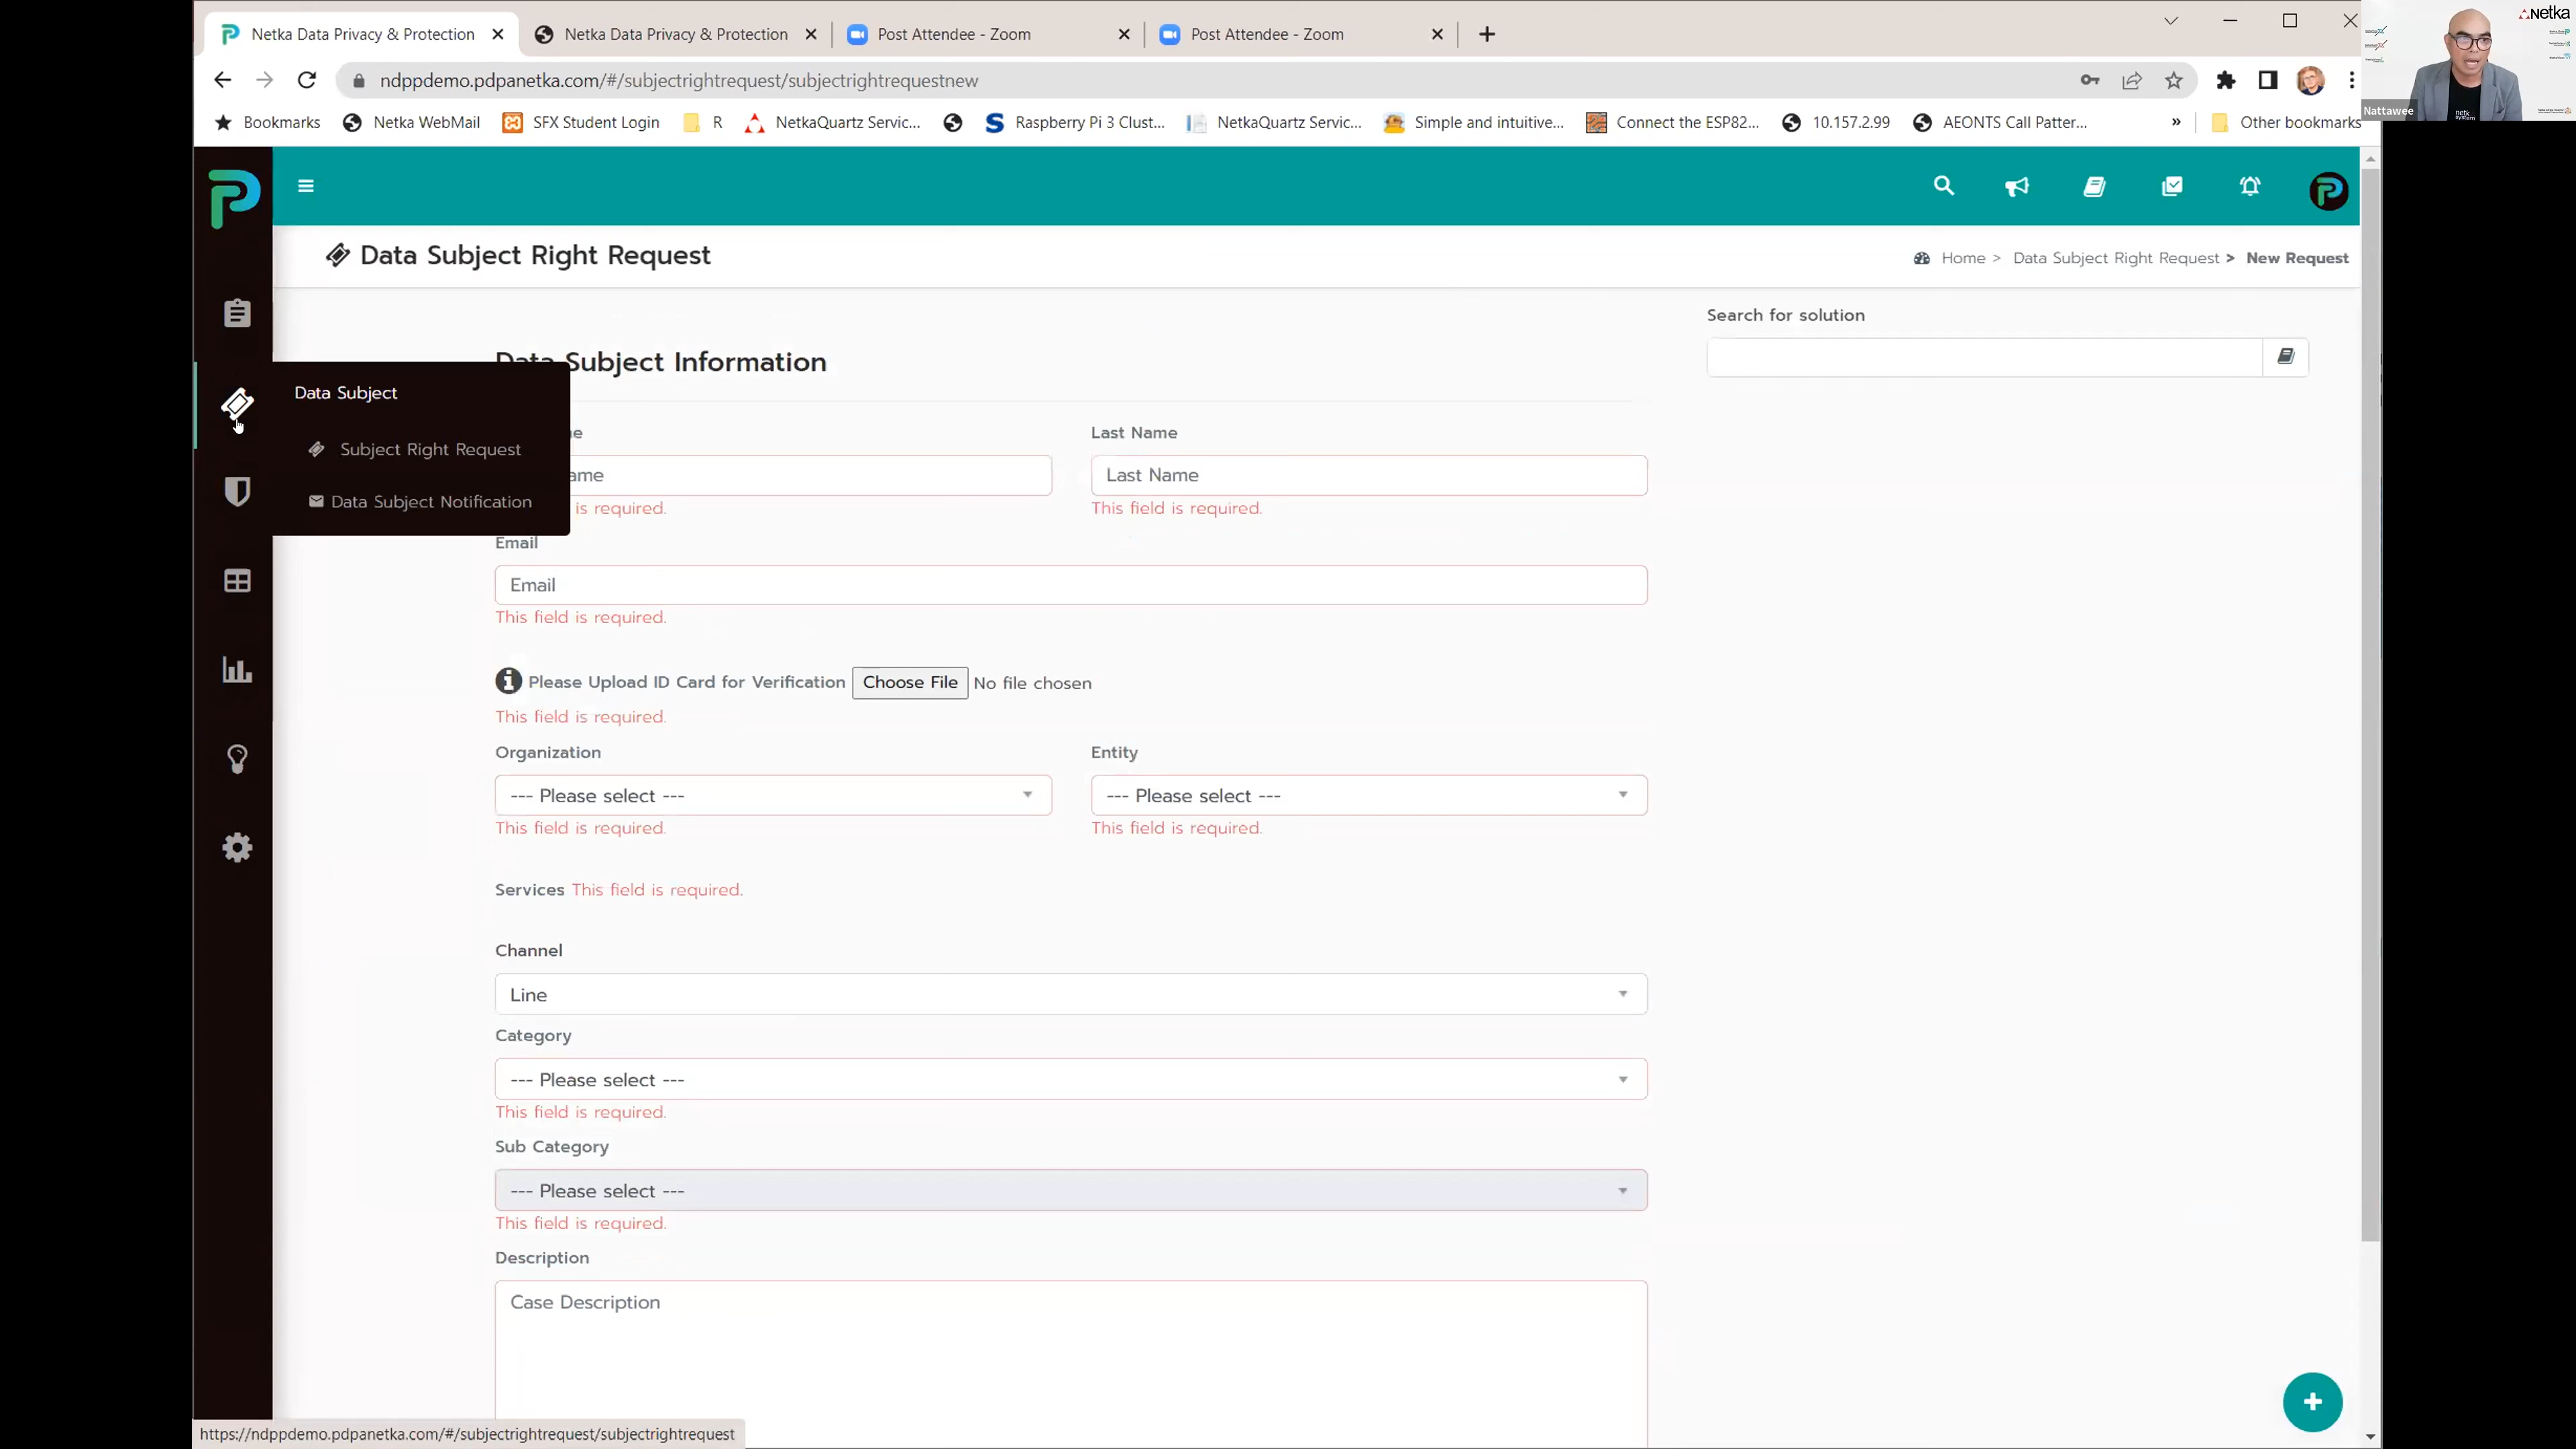 Netka Data Privacy & Protection
Netka Data Privacy & Protection
Post Attendee - Zoom
Post Attendee - Zoom
Netka
ndppdemo.pdpanetka.com/#/subjectrightrequest/subjectrightrequestnew
Nattawee
Bookmarks
Netka WebMail
SFX Student Login
R
NetkaQuartz Servic...
Raspberry Pi 3 Clust...
NetkaQuartz Servic...
Simple and intuitive...
Connect the ESP82...
10.157.2.99
AEONTS Call Patter...
»
Other bookmarks
Data Subject Right Request
Home > Data Subject Right Request > New Request
Search for solution
Data Subject Information
Data Subject
Subject Right Request
Data Subject Notification
me
Last Name
ame
Last Name
is required.
This field is required.
Email
Email
This field is required.
Please Upload ID Card for Verification Choose File No file chosen
This field is required.
Organization
Entity
--- Please select ---
--- Please select ---
This field is required.
This field is required.
Services This field is required.
Channel
Line
Category
--- Please select ---
This field is required.
Sub Category
--- Please select ---
This field is required.
Description
Case Description
https://ndppdemo.pdpanetka.com/#/subjectrightrequest/subjectrightrequest